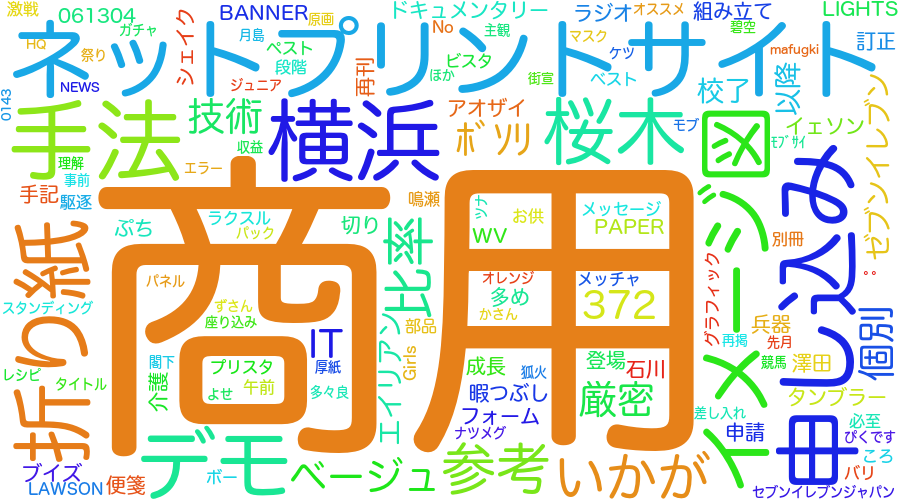 激戦
061304
ガチャ
原画
BANNER
ドキュメンタリー
ラジオ
オススメ
組み立て
LIGHTS
HQ
祭り
シェイク
月島
ペスト
No
主観
マスク
碧空
訂正
ネットプリントサイト
NEWS
ジュニア
段階
再刊
ほか
ビスタ
街宣
ベスト
ケツ
mafugki
0143
手法
技術
横浜
アオザイ
ボソリ
桜木
モブ
校了
以降
図
ﾓﾌﾞｻｲ
イェソン
セブンイレブン
理解
収益
エラー
事前
手記
駆逐
商用
鳴瀬
ツナ
お供
メッセージ
PAPER
WV
申し込み
ぷち
ラクスル
パック
切り
比率
イメージ
別冊
折り紙
パネル
オレンジ
メッチャ
多め
かさん
372
グラフィック
スタンディング
ずさん
座り込み
IT
エイリアン
部品
再掲
兵器
先月
個別
閣下
プリスタ
厚紙
Girls
成長
狐火
登場
石川
競馬
澤田
レシピ
タイトル
介護
よせ
午前
多々良
暇つぶし
厳密
タンブラー
デモ
フォーム
ナツメグ
差し入れ
申請
必至
ぴくです
ブイズ
LAWSON
便箋
ボー
ベージュ
参考
いかが
ころ
バリ
セブンイレブンジャパン